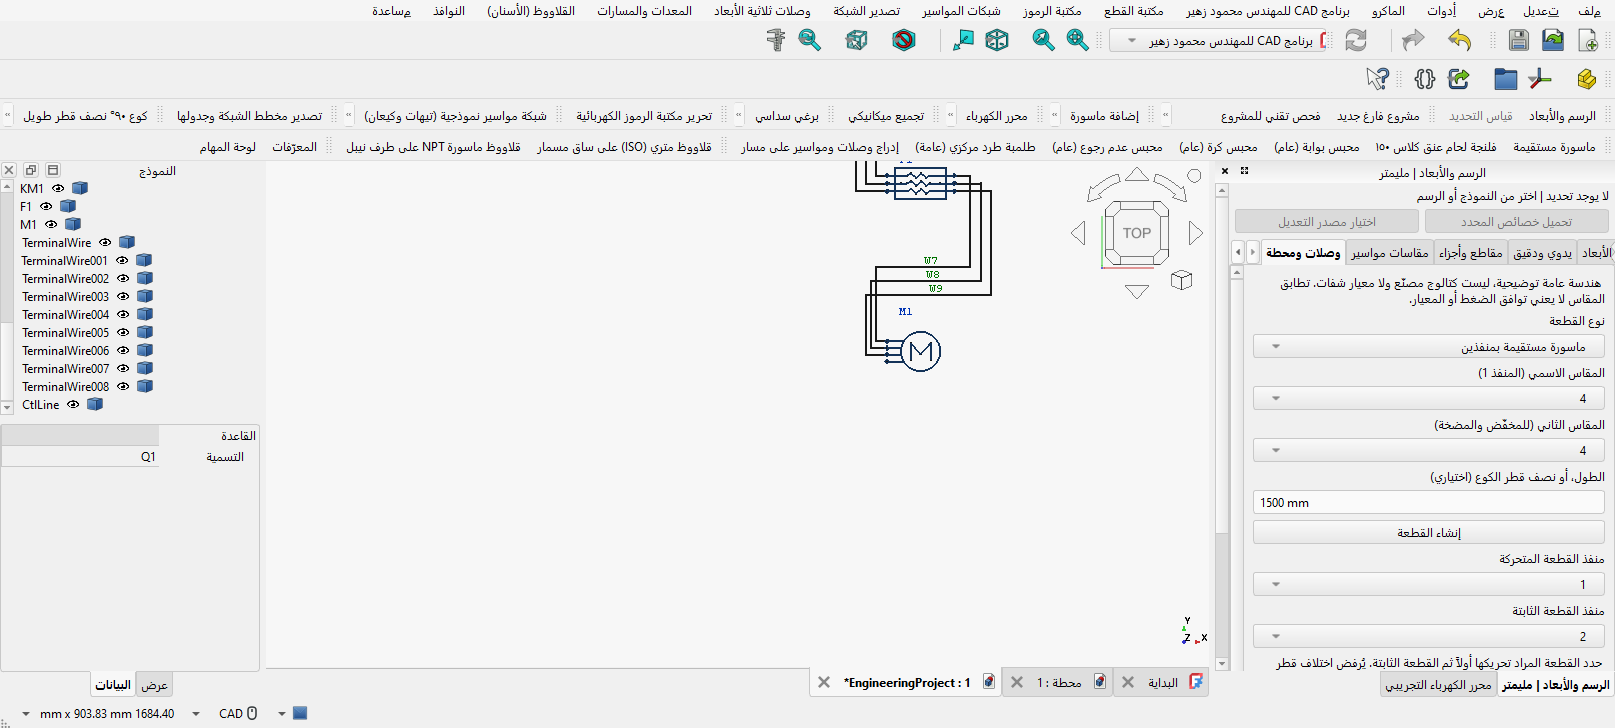 ملف تعديل عرض أدوات الماكرو برنامج CAD للمهندس محمود زهير مكتبة القطع مكتبة الرموز شبكات المواسير تصدير الشبكة وصلات ثلاثية الأبعاد المعدات والمسارات القلاووظ (الأسنان) النوافذ مساعدة
برنامج CAD للمهندس محمود زهير
الرسم والأبعاد قياس التحديد مشروع فارغ جديد فحص تقني للمشروع » إضافة ماسورة » محرر الكهرباء » تجميع ميكانيكي برغي سداسي » تحرير مكتبة الرموز الكهربائية شبكة مواسير نموذجية (تيهات وكيعان) » تصدير مخطط الشبكة وجدولها كوع ٩٠° نصف قطر طويل »
ماسورة مستقيمة فلنجة لحام عنق كلاس ١٥٠ محبس بوابة (عام) محبس كرة (عام) محبس عدم رجوع (عام) طلمبة طرد مركزي (عامة) إدراج وصلات ومواسير على مسار قلاووظ متري (ISO) على ساق مسمار قلاووظ ماسورة NPT على طرف نيبل المعرّفات لوحة المهام
الرسم والأبعاد | مليمتر
لا يوجد تحديد | اختر من النموذج أو الرسم
تحميل خصائص المحدد اختيار مصدر التعديل
الأبعاد يدوي ودقيق مقاطع وأجزاء مقاسات مواسير وصلات ومحطة
هندسة عامة توضيحية، ليست كتالوج مصنّع ولا معيار شفات. تطابق
المقاس لا يعني توافق الضغط أو المعيار.
نوع القطعة
ماسورة مستقيمة بمنفذين
المقاس الاسمي (المنفذ 1)
4
المقاس الثاني (للمخفّض والمضخة)
4
الطول، أو نصف قطر الكوع (اختياري)
1500 mm
إنشاء القطعة
منفذ القطعة المتحركة
1
منفذ القطعة الثابتة
2
حدد القطعة المراد تحريكها أولاً ثم القطعة الثابتة. يُرفض اختلاف قطر
الرسم والأبعاد | مليمتر محرر الكهرباء التجريبي
TOP
W7
W8
W9
M1
M
Y
Z X
البداية محطة : 1 EngineeringProject : 1*
النموذج
KM1
F1
M1
TerminalWire
TerminalWire001
TerminalWire002
TerminalWire003
TerminalWire004
TerminalWire005
TerminalWire006
TerminalWire007
TerminalWire008
CtlLine
القاعدة
التسمية Q1
عرض البيانات
mm x 903.83 mm 1684.40 CAD